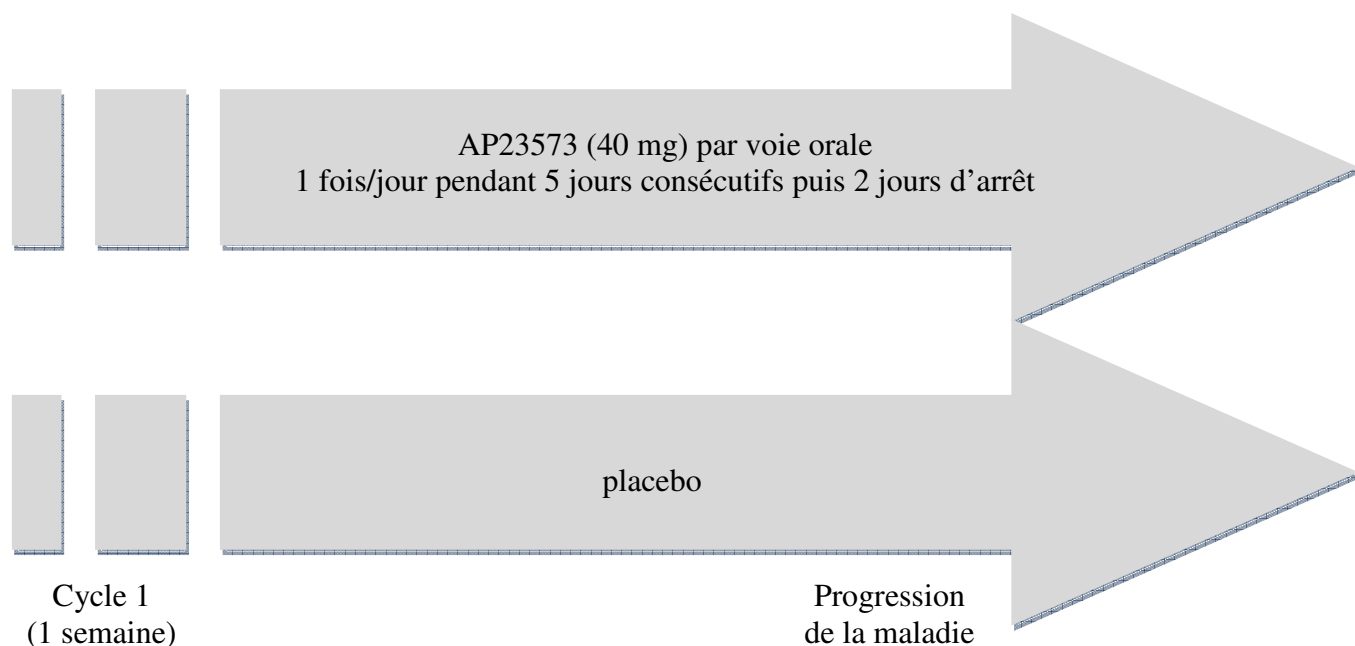 AP23573 (40 mg) par voie orale
1 fois/jour pendant 5 jours consécutifs puis 2 jours d’arrêt
placebo
Cycle 1
(1 semaine)
Progression
de la maladie